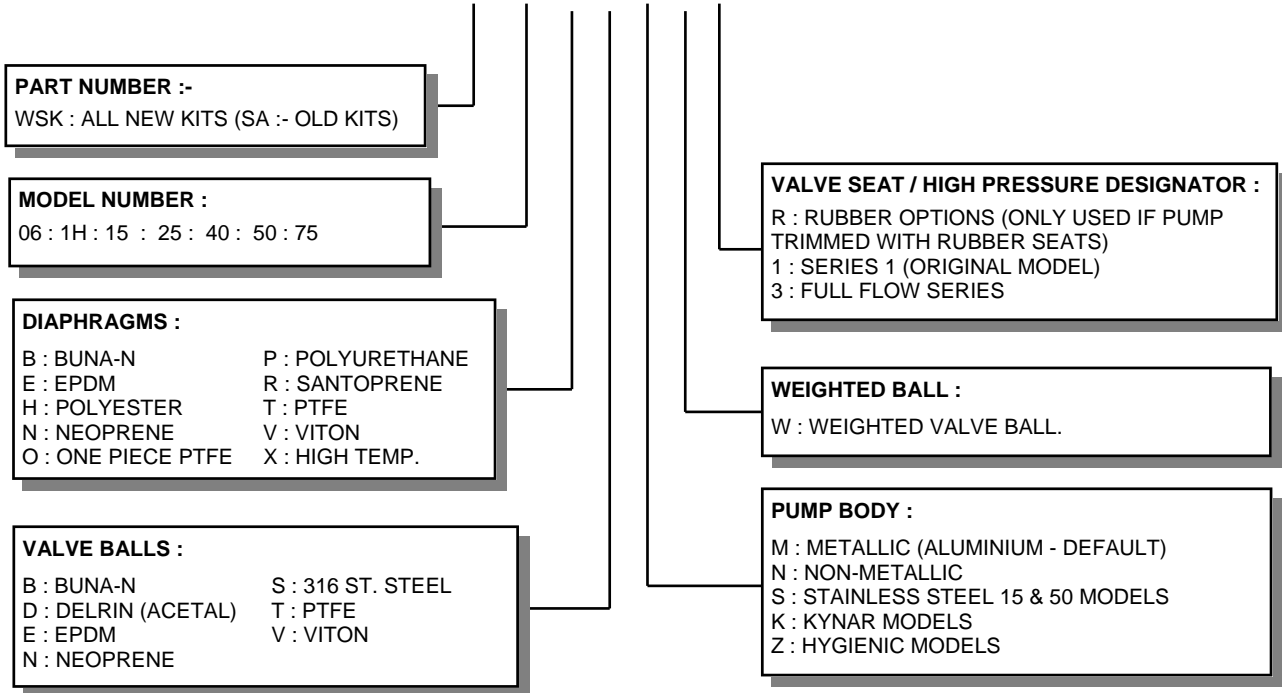 PART NUMBER :-
WSK : ALL NEW KITS (SA :- OLD KITS)
MODEL NUMBER :
06 : 1H : 15 : 25 : 40 : 50 : 75
DIAPHRAGMS :
B : BUNA-N P : POLYURETHANE
E : EPDM R : SANTOPRENE
H : POLYESTER T : PTFE
N : NEOPRENE V : VITON
O : ONE PIECE PTFE X : HIGH TEMP.
VALVE BALLS :
B : BUNA-N S : 316 ST. STEEL
D : DELRIN (ACETAL) T : PTFE
E : EPDM V : VITON
N : NEOPRENE
VALVE SEAT / HIGH PRESSURE DESIGNATOR :
R : RUBBER OPTIONS (ONLY USED IF PUMP
TRIMMED WITH RUBBER SEATS)
1 : SERIES 1 (ORIGINAL MODEL)
3 : FULL FLOW SERIES
WEIGHTED BALL :
W : WEIGHTED VALVE BALL.
PUMP BODY :
M : METALLIC (ALUMINIUM - DEFAULT)
N : NON-METALLIC
S : STAINLESS STEEL 15 & 50 MODELS
K : KYNAR MODELS
Z : HYGIENIC MODELS